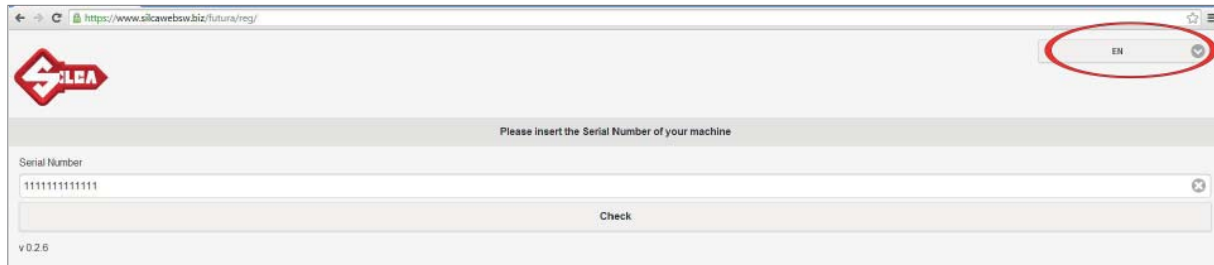 https://www.silcawebsw.biz/futura/reg/
EN
SILCA
Please insert the Serial Number of your machine
Serial Number
1111111111111
Check
v 0.2.6